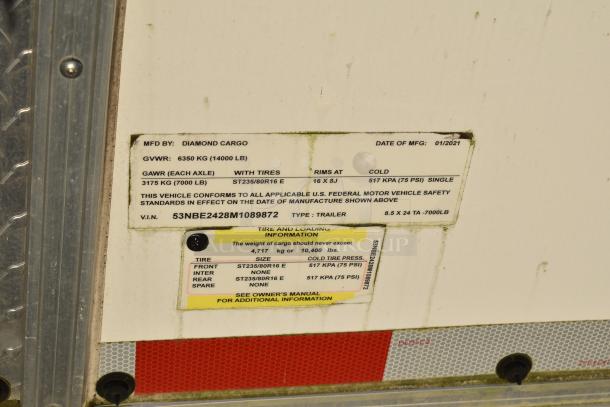 MFD BY: DIAMOND CARGO DATE OF MFG: 01/2021
GVWR: 6350 KG (14000 LB)
GAWR (EACH AXLE) WITH TIRES RIMS AT COLD
3175 KG (7000 LB) ST235/80R16 E 16 X 8J 517 KPA (75 PSI) SINGLE
THIS VEHICLE CONFORMS TO ALL APPLICABLE U.S. FEDERAL MOTOR VEHICLE SAFETY
STANDARDS IN EFFECT ON THE DATE OF MANUFACTURE SHOWN ABOVE
V.I.N. 53NBE2428M1089872 TYPE: TRAILER 8.5 X 24 TA -7000LB
TIRE AND LOADING
INFORMATION
The weight of cargo should never exceed
4,717 kg or 10,400 lbs.
TIRE SIZE COLD TIRE PRESS.
FRONT ST235/80R16 E 517 KPA (75 PSI)
INTER NONE
REAR ST235/80R16 E 517 KPA (75 PSI)
SPARE NONE
SEE OWNER'S MANUAL
FOR ADDITIONAL INFORMATION
53NBE2428M1089872